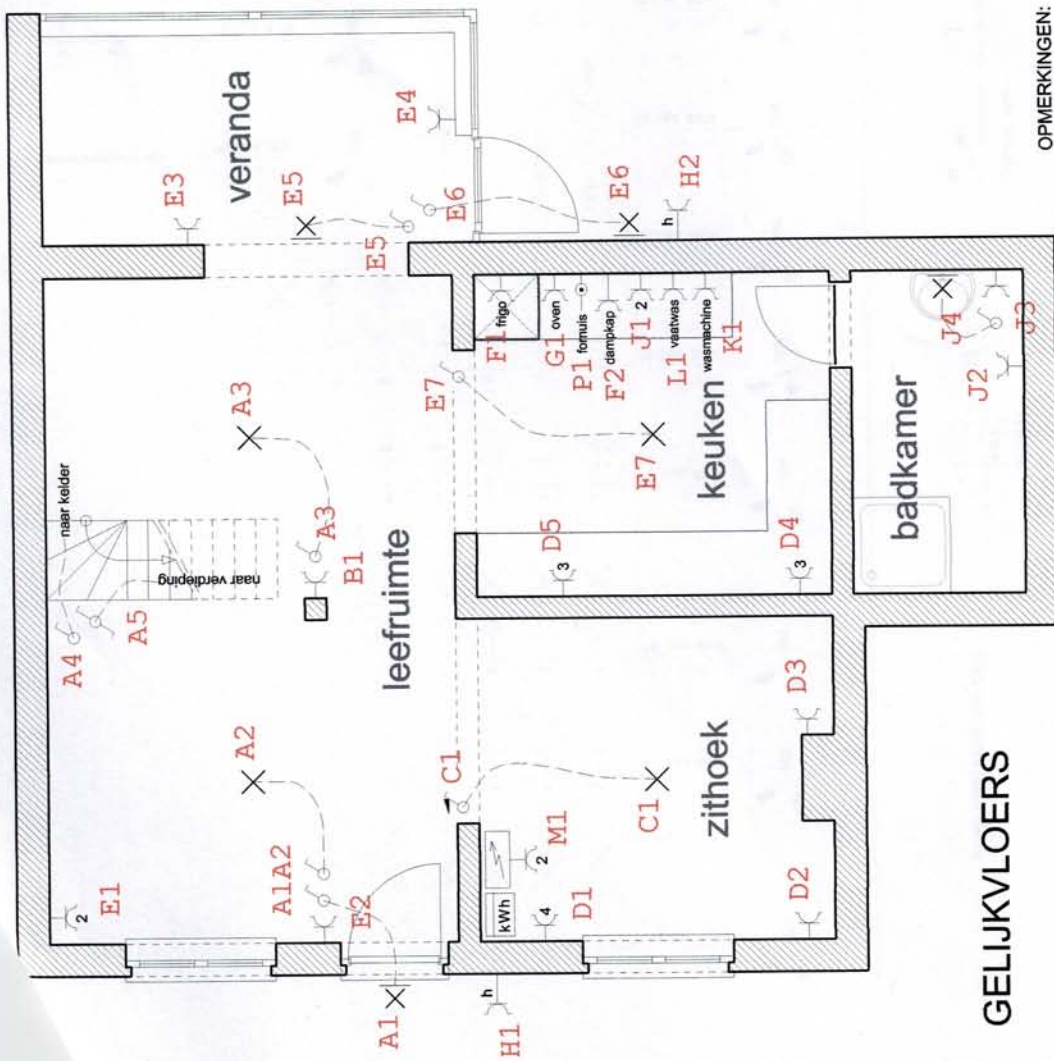 OPMERKINGEN:
veranda
E3
E4
E5
E5
E6
E6
H2
h
naar kelder
naar verdieping
A4
A5
A3
A3
B1
leefruimte
A2
A1A2
E1
2
E2
A1
H1
h
F1
frigo
G1
oven
P1
fornuis
F2
dampkap
J1
2
L1
vaatwas
K1
wasmachine
E7
E7
keuken
D5
3
D4
3
badkamer
J4
J3
J2
C1
C1
M1
2
kWh
D1
4
D2
D3
zithoek
GELIJKVLOERS